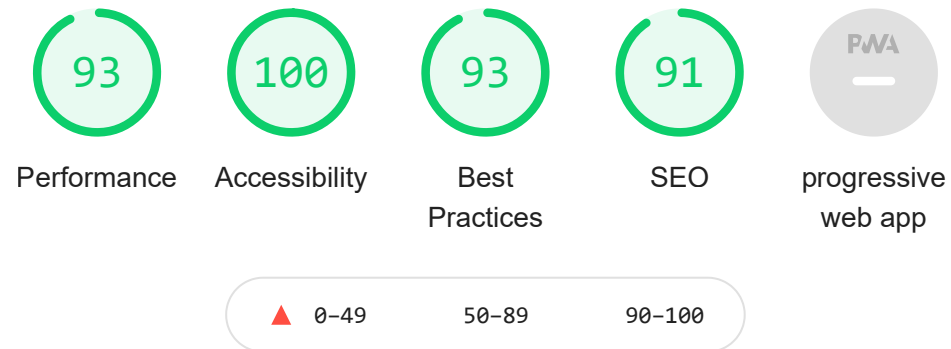 93
100
93
91
PWA
Performance
Accessibility
Best
Practices
SEO
progressive
web app
0–49
50–89
90–100